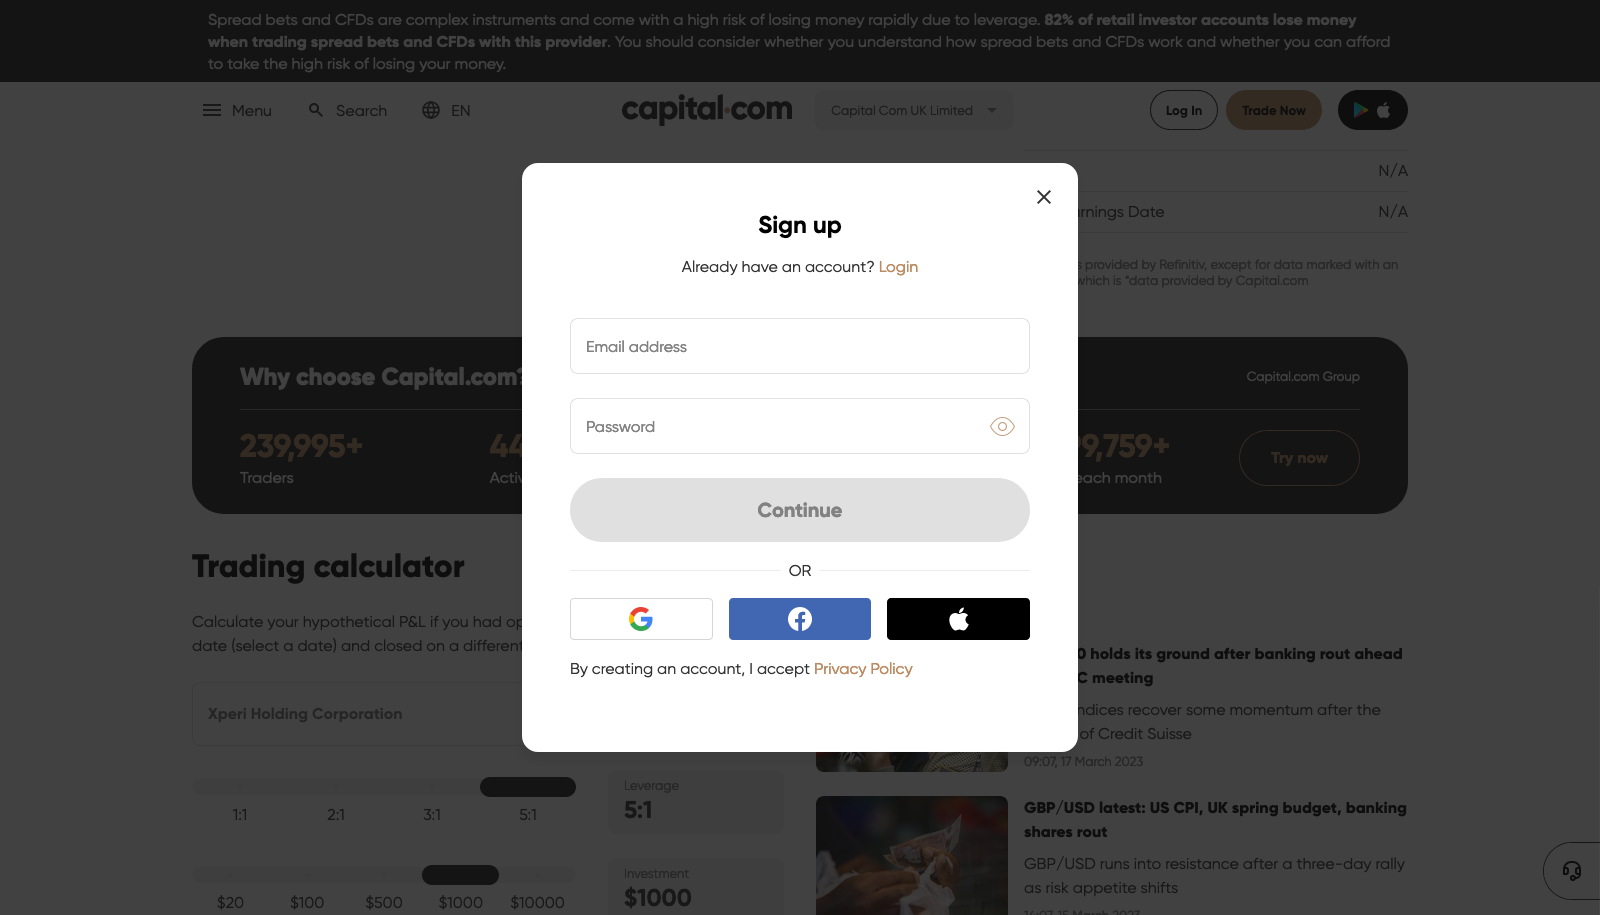 Spread bets and CFDs are complex instruments and come with a high risk of losing money rapidly due to leverage. 82% of retail investor accounts lose money
when trading spread bets and CFDs with this provider. You should consider whether you understand how spread bets and CFDs work and whether you can afford
to take the high risk of losing your money.
Menu Search EN capital.com Capital Com UK Limited Log In Trade Now
N/A
rnings Date N/A
s provided by Refinitiv, except for data marked with an
which is "data provided by Capital.com
Sign up
Already have an account? Login
Email address
Password
Continue
OR
By creating an account, I accept Privacy Policy
Why choose Capital.com? Capital.com Group
239,995+ 44 9,759+ Try now
Traders Activ each month
Trading calculator
Calculate your hypothetical P&L if you had op
date (select a date) and closed on a different
Xperi Holding Corporation
1:1 2:1 3:1 5:1
Leverage
5:1
$20 $100 $500 $1000 $10000
Investment
$1000
0 holds its ground after banking rout ahead
C meeting
ndices recover some momentum after the
of Credit Suisse
09:07, 17 March 2023
GBP/USD latest: US CPI, UK spring budget, banking
shares rout
GBP/USD runs into resistance after a three-day rally
as risk appetite shifts